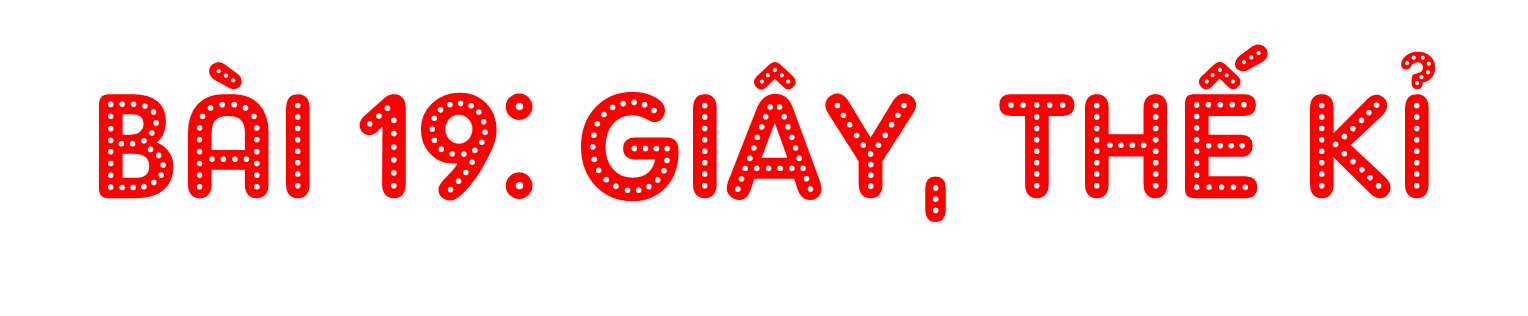 BÀI 19: GIÂY, THẾ KỈ